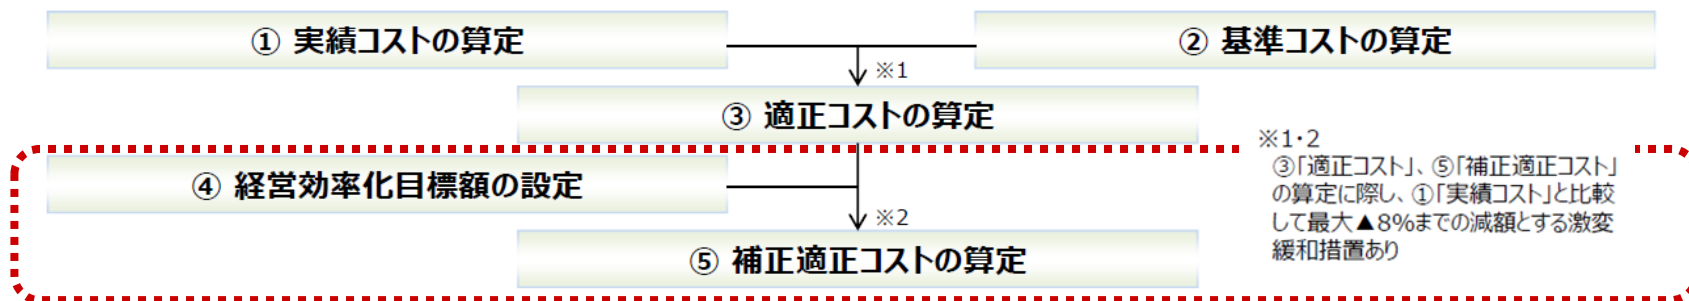 ① 実績コストの算定
② 基準コストの算定
※1
③ 適正コストの算定
※1・2
③「適正コスト」、⑤「補正適正コスト」
の算定に際し、①「実績コスト」と比較
して最大▲8%までの減額とする激変
緩和措置あり
④ 経営効率化目標額の設定
※2
⑤ 補正適正コストの算定